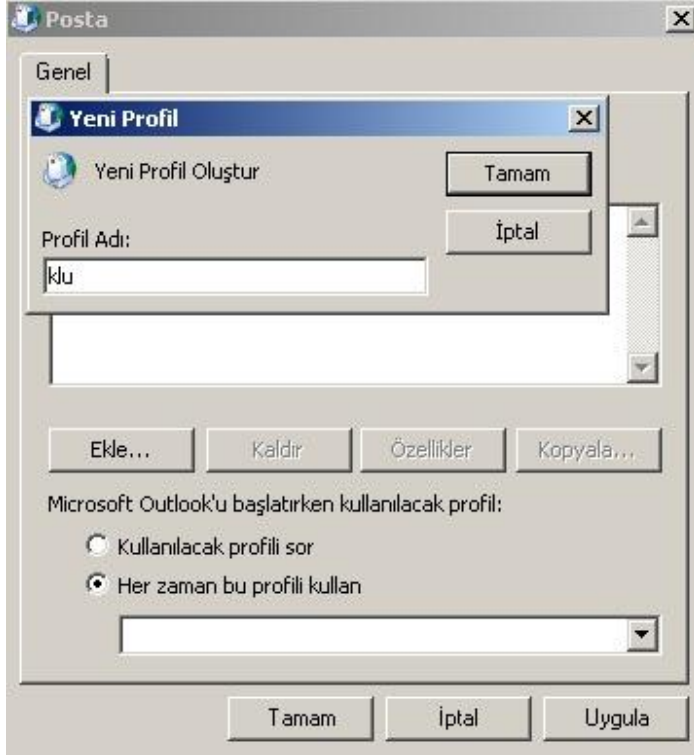 Posta
Genel
Yeni Profil
Yeni Profil Oluştur
Tamam
İptal
Profil Adı:
klu
Ekle...
Kaldır
Özellikler
Kopyala...
Microsoft Outlook'u başlatırken kullanılacak profil:
Kullanılacak profili sor
Her zaman bu profili kullan
Tamam
İptal
Uygula